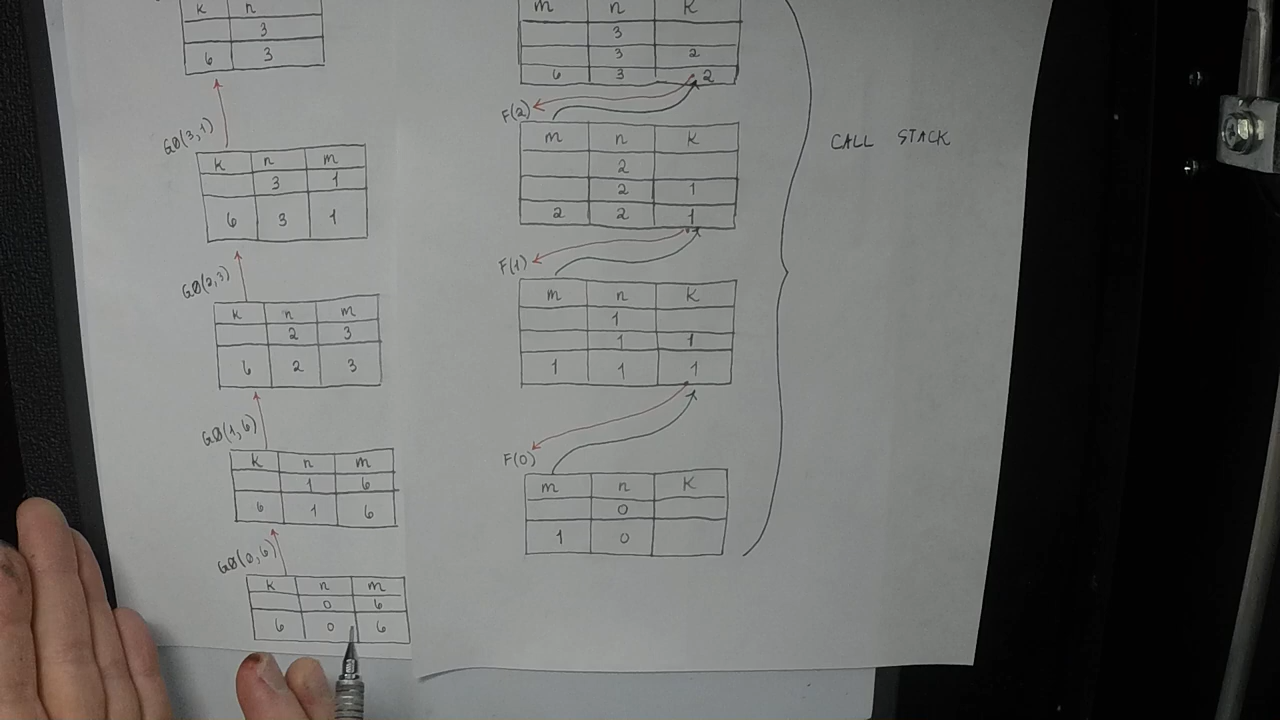 K n
3
6 3
GØ(3,1)
K n m
3 1
6 3 1
GØ(2,3)
K n m
2 3
6 2 3
GØ(1,6)
K n m
1 6
6 1 6
GØ(0,6)
K n m
0 6
6 0 6
m n K
3
3 2
6 3 2
F(2)
m n K
2
2 1
2 2 1
F(1)
m n K
1
1 1
1 1 1
F(0)
m n K
0
1 0
CALL STACK